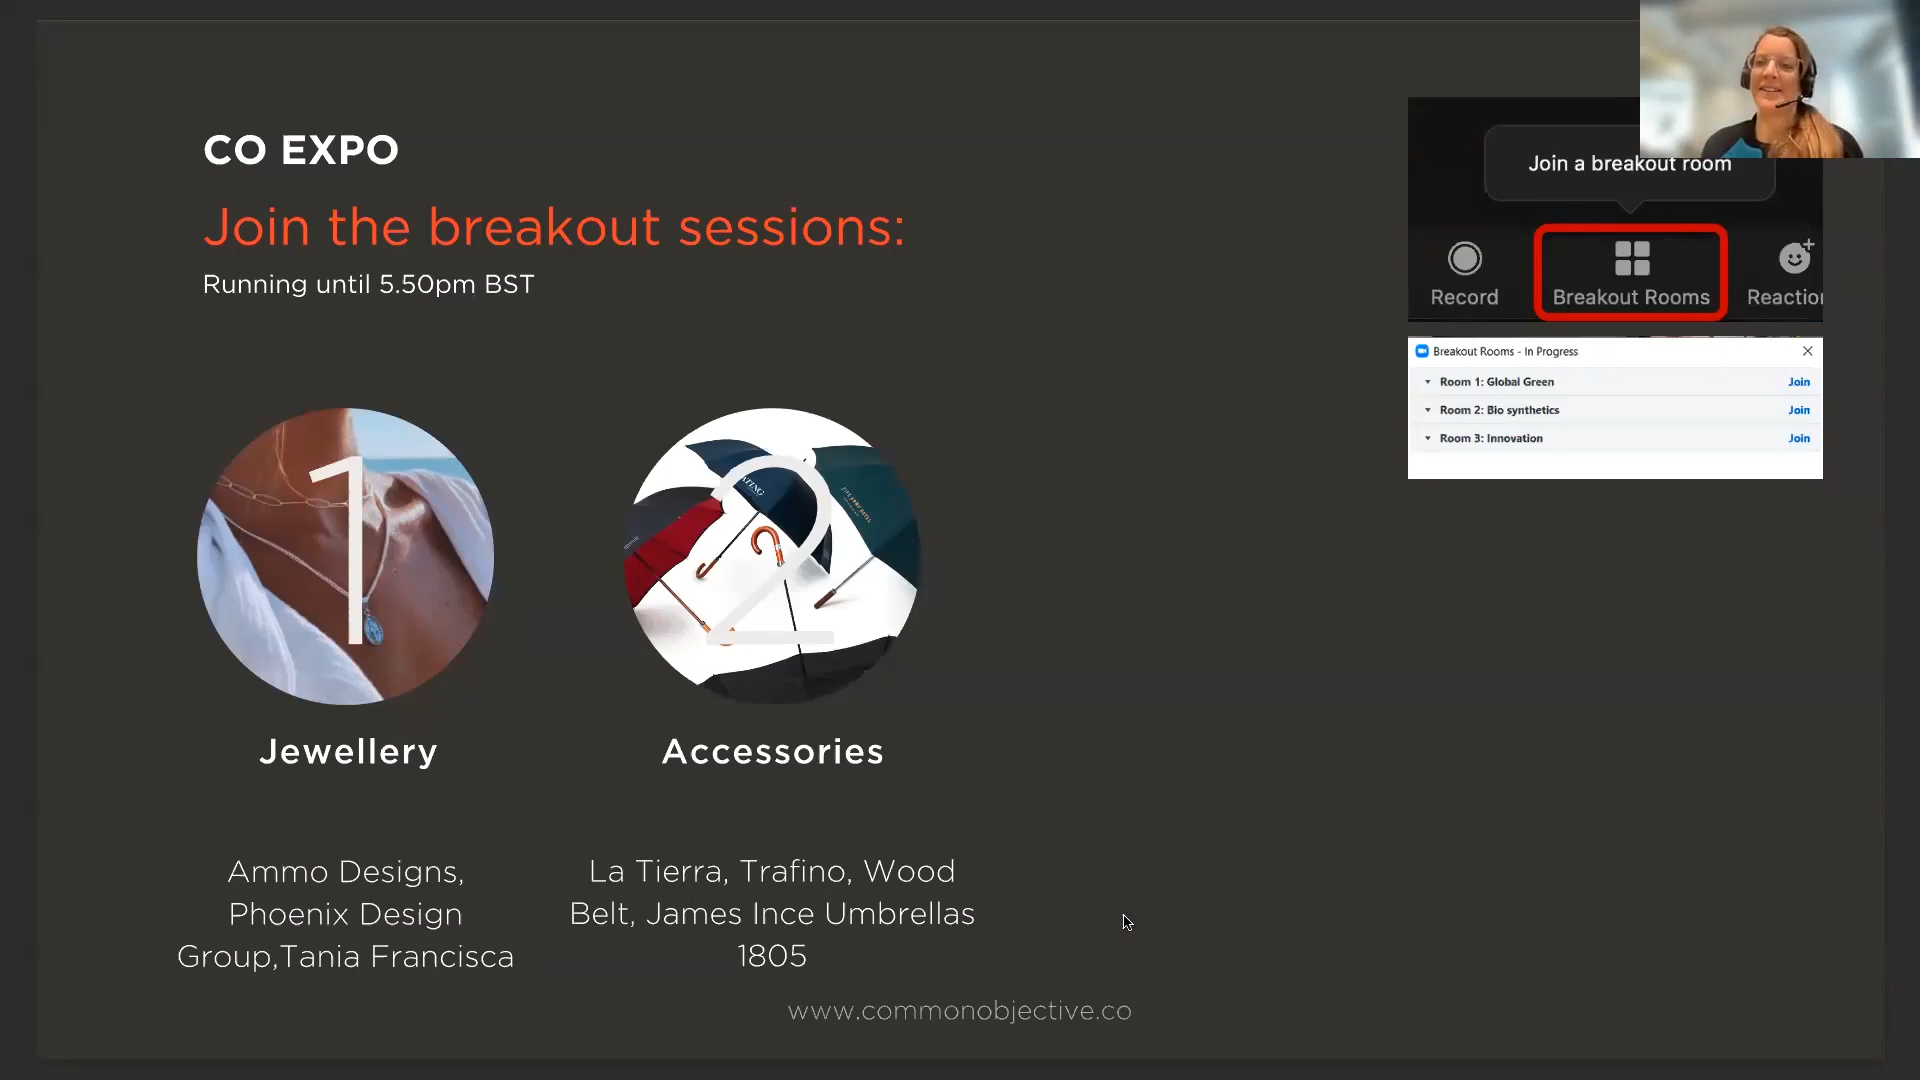 CO EXPO
Join the breakout sessions:
Running until 5.50pm BST
Join a breakout room
Record
Breakout Rooms
Reaction
Breakout Rooms - In Progress
Room 1: Global Green
Join
Room 2: Bio synthetics
Join
Room 3: Innovation
Join
1
2
Jewellery
Accessories
Ammo Designs,
Phoenix Design
Group,Tania Francisca
La Tierra, Trafino, Wood
Belt, James Ince Umbrellas
1805
www.commonobjective.co